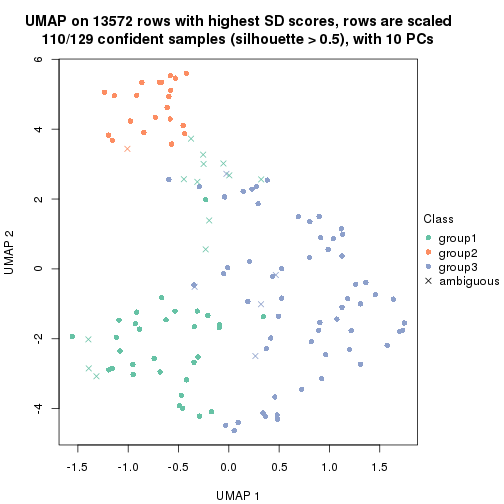 UMAP on 13572 rows with highest SD scores, rows are scaled
110/129 confident samples (silhouette > 0.5), with 10 PCs
6
4
2
0
-2
-4
UMAP 2
-1.5 -1.0 -0.5 0.0 0.5 1.0 1.5
UMAP 1
Class
group1
group2
group3
ambiguous